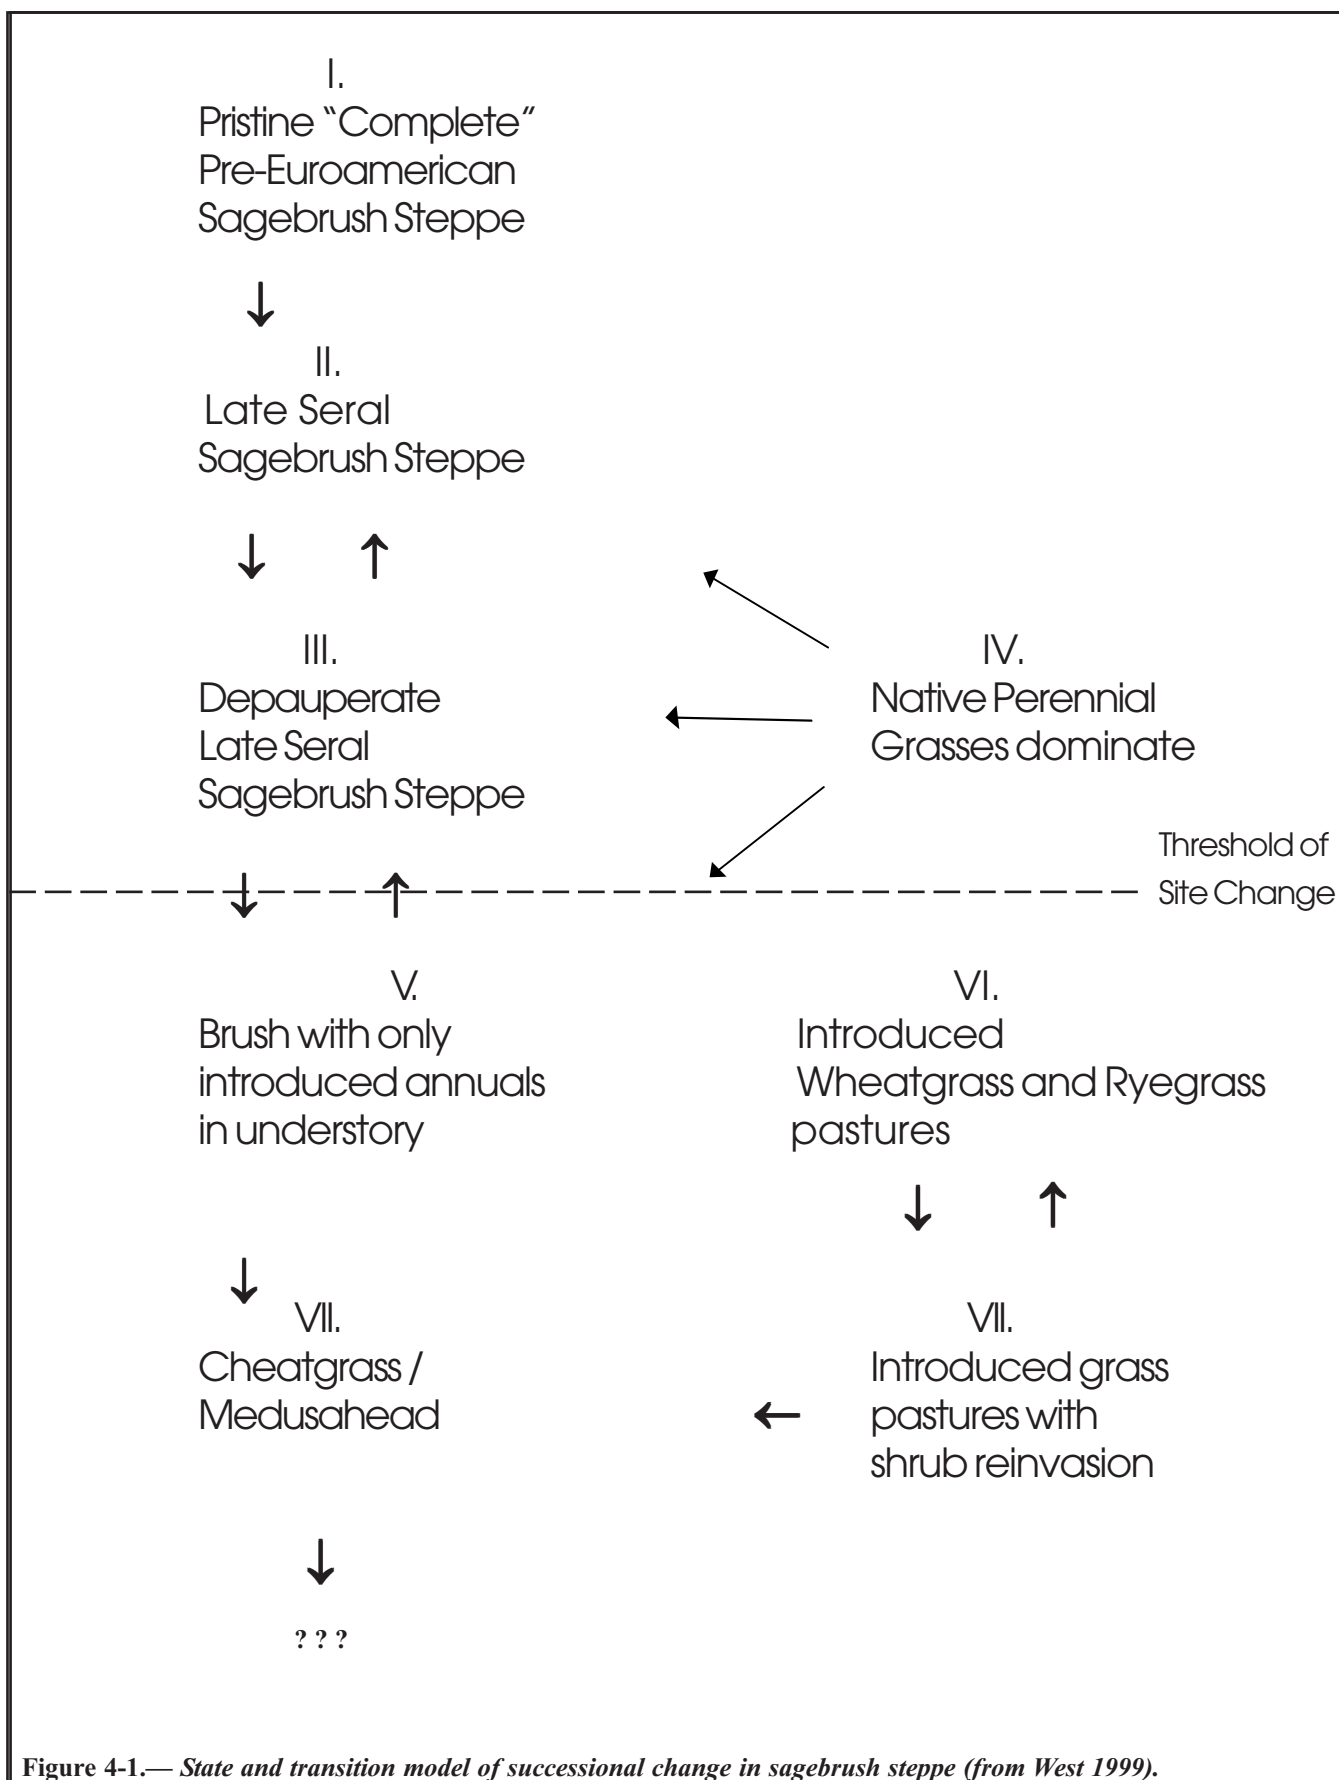 I.
Pristine “Complete”
Pre-Euroamerican
Sagebrush Steppe
↓
II.
Late Seral
Sagebrush Steppe
↓ ↑
III.
Depauperate
Late Seral
Sagebrush Steppe
IV.
Native Perennial
Grasses dominate
Threshold of
Site Change
↓ ↑
V.
Brush with only
introduced annuals
in understory
VI.
Introduced
Wheatgrass and Ryegrass
pastures
↓ ↑
↓
VII.
Cheatgrass /
Medusahead
←
VII.
Introduced grass
pastures with
shrub reinvasion
↓
? ? ?
Figure 4-1.— State and transition model of successional change in sagebrush steppe (from West 1999).